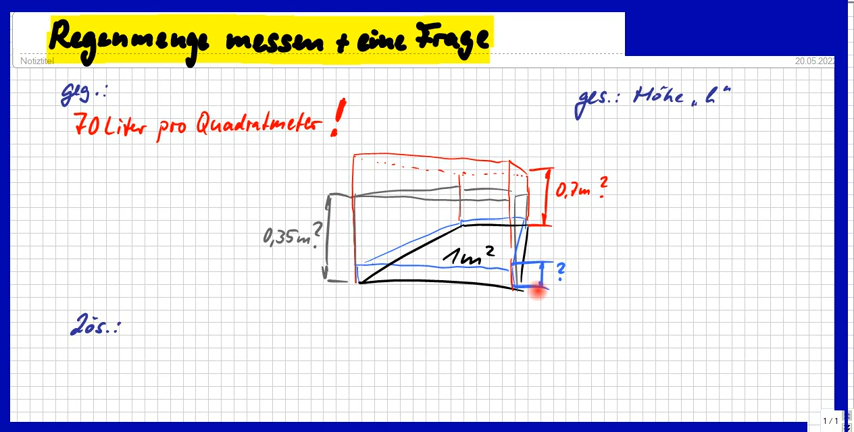 Regenmenge messen + eine Frage
Notiztitel
20.05.202
geg.:
ges.: Höhe „h“
70 Liter pro Quadratmeter!
0,7m?
0,35m?
1m²
?
Lös.:
1 / 1